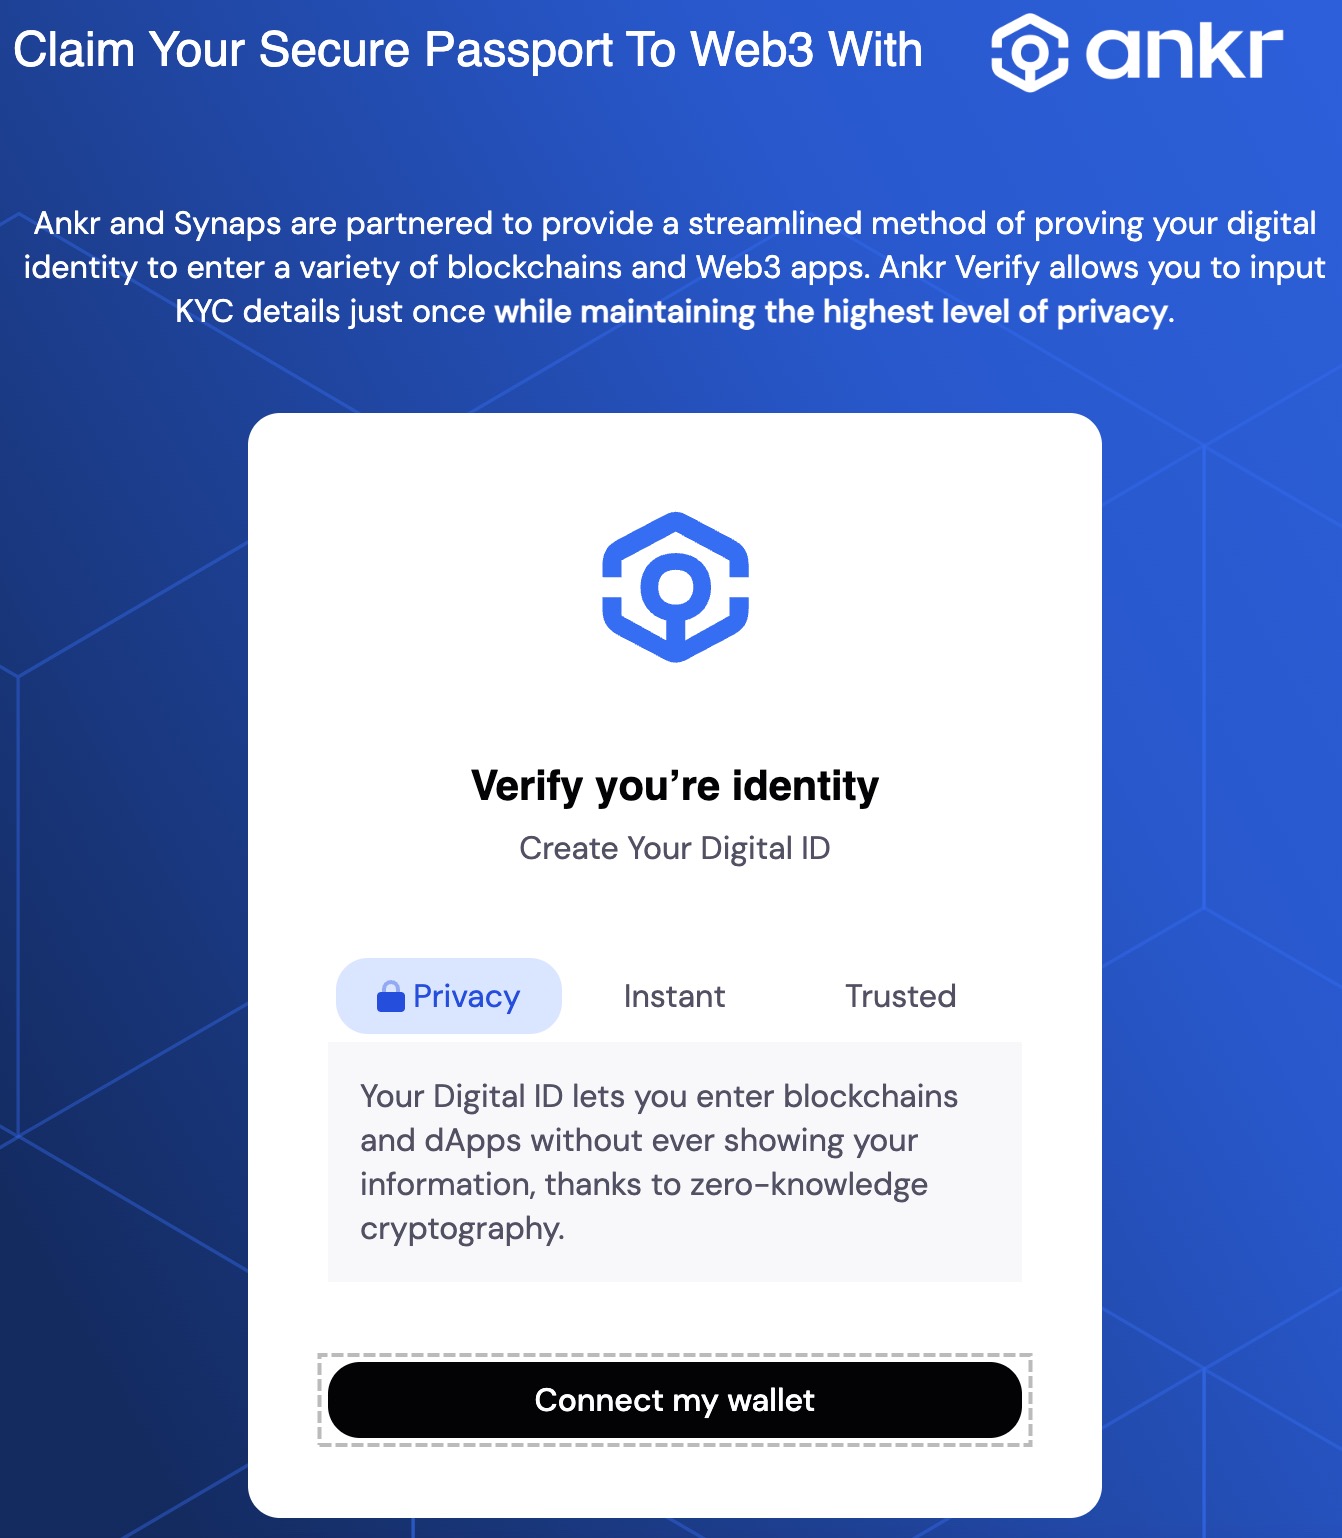 Claim Your Secure Passport To Web3 With ankr
Ankr and Synaps are partnered to provide a streamlined method of proving your digital
identity to enter a variety of blockchains and Web3 apps. Ankr Verify allows you to input
KYC details just once while maintaining the highest level of privacy.
Verify you’re identity
Create Your Digital ID
Privacy Instant Trusted
Your Digital ID lets you enter blockchains
and dApps without ever showing your
information, thanks to zero-knowledge
cryptography.
Connect my wallet